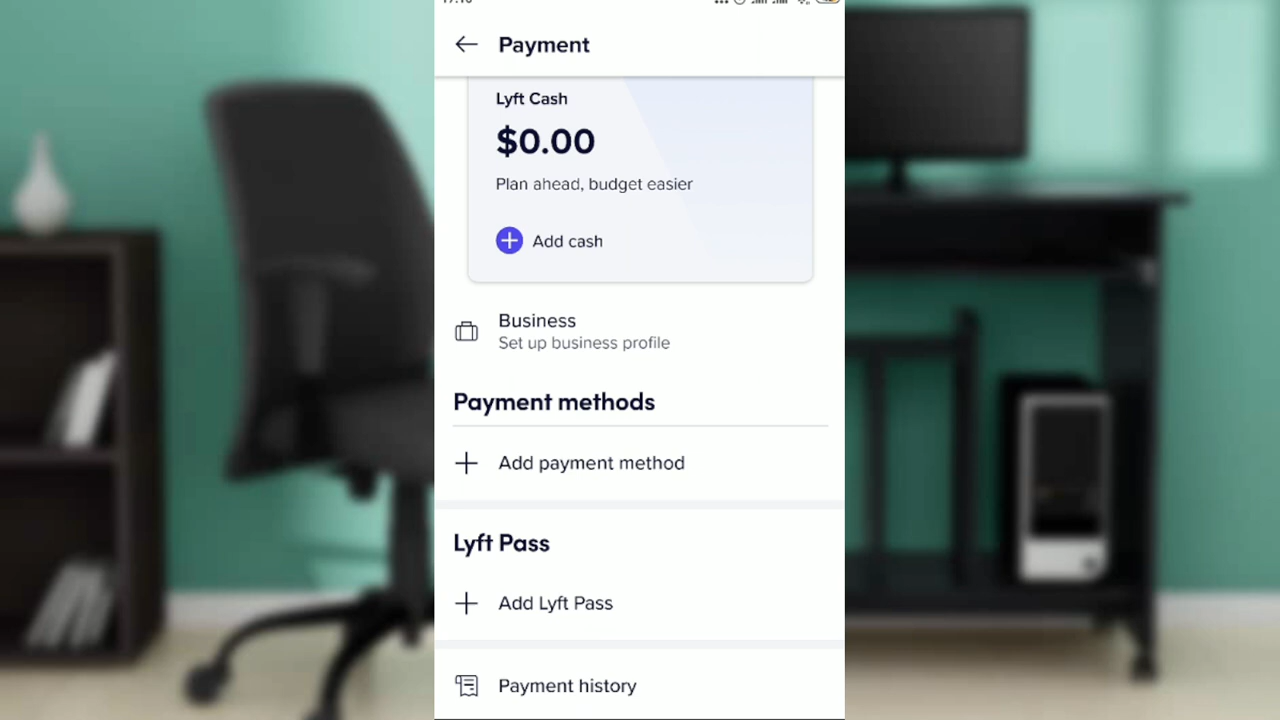 Payment
Lyft Cash
$0.00
Plan ahead, budget easier
Add cash
Business
Set up business profile
Payment methods
Add payment method
Lyft Pass
Add Lyft Pass
Payment history